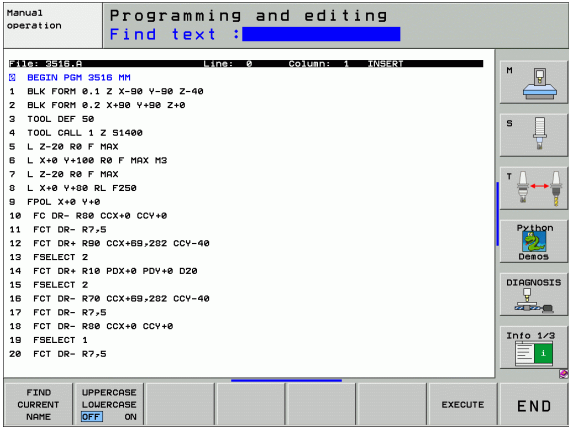 Manual
operation
Programming and editing
Find text :
File: 3516.A Line: 0 Column: 1 INSERT
0 BEGIN PGM 3516 MM
1 BLK FORM 0.1 Z X-90 Y-90 Z-40
2 BLK FORM 0.2 X+90 Y+90 Z+0
3 TOOL DEF 50
4 TOOL CALL 1 Z S1400
5 L Z-20 R0 F MAX
6 L X+0 Y+100 R0 F MAX M3
7 L Z-20 R0 F MAX
8 L X+0 Y+80 RL F250
9 FPOL X+0 Y+0
10 FC DR- R80 CCX+0 CCY+0
11 FCT DR- R7,5
12 FCT DR+ R90 CCX+69,282 CCY-40
13 FSELECT 2
14 FCT DR+ R10 PDX+0 PDY+0 D20
15 FSELECT 2
16 FCT DR- R70 CCX+69,282 CCY-40
17 FCT DR- R7,5
18 FCT DR- R80 CCX+0 CCY+0
19 FSELECT 1
20 FCT DR- R7,5
M
S
T
Python
Demos
DIAGNOSIS
Info 1/3
i
FIND
CURRENT
NAME
UPPERCASE
LOWERCASE
OFF ON
EXECUTE
END